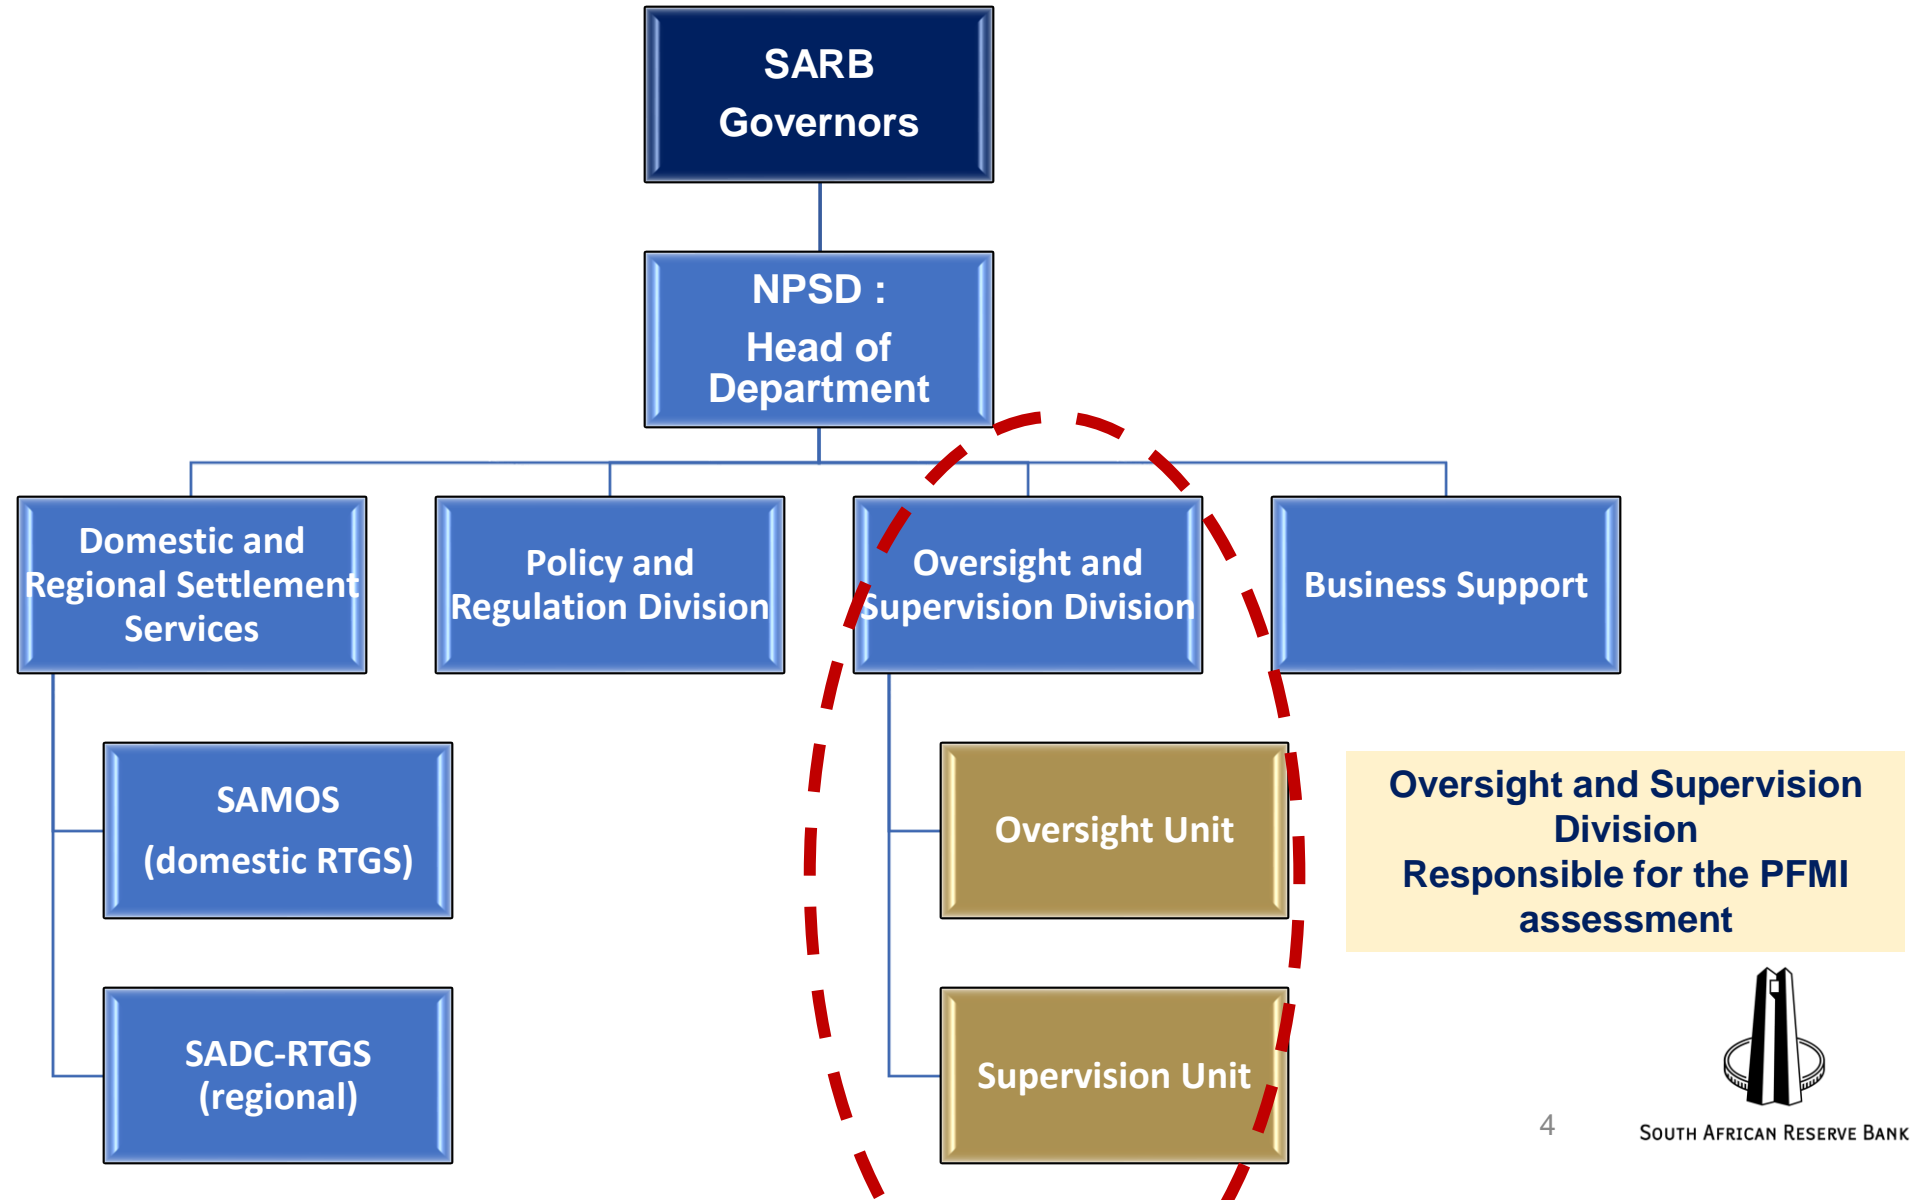 SARB
Governors
NPSD :
Head of
Department
Domestic and
Regional Settlement
Services
Policy and
Regulation Division
Oversight and
Supervision Division
Business Support
SAMOS
(domestic RTGS)
Oversight Unit
Oversight and Supervision
Division
Responsible for the PFMI
assessment
SADC-RTGS
(regional)
Supervision Unit
4
SOUTH AFRICAN RESERVE BANK